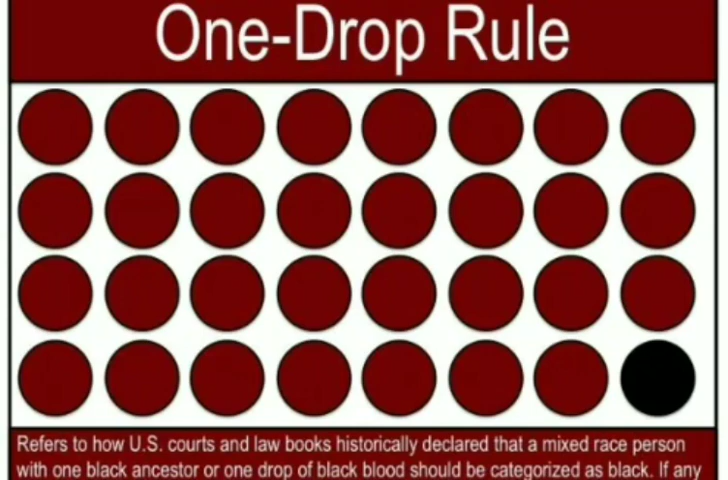 One-Drop Rule
Refers to how U.S. courts and law books historically declared that a mixed race person
with one black ancestor or one drop of black blood should be categorized as black. If any